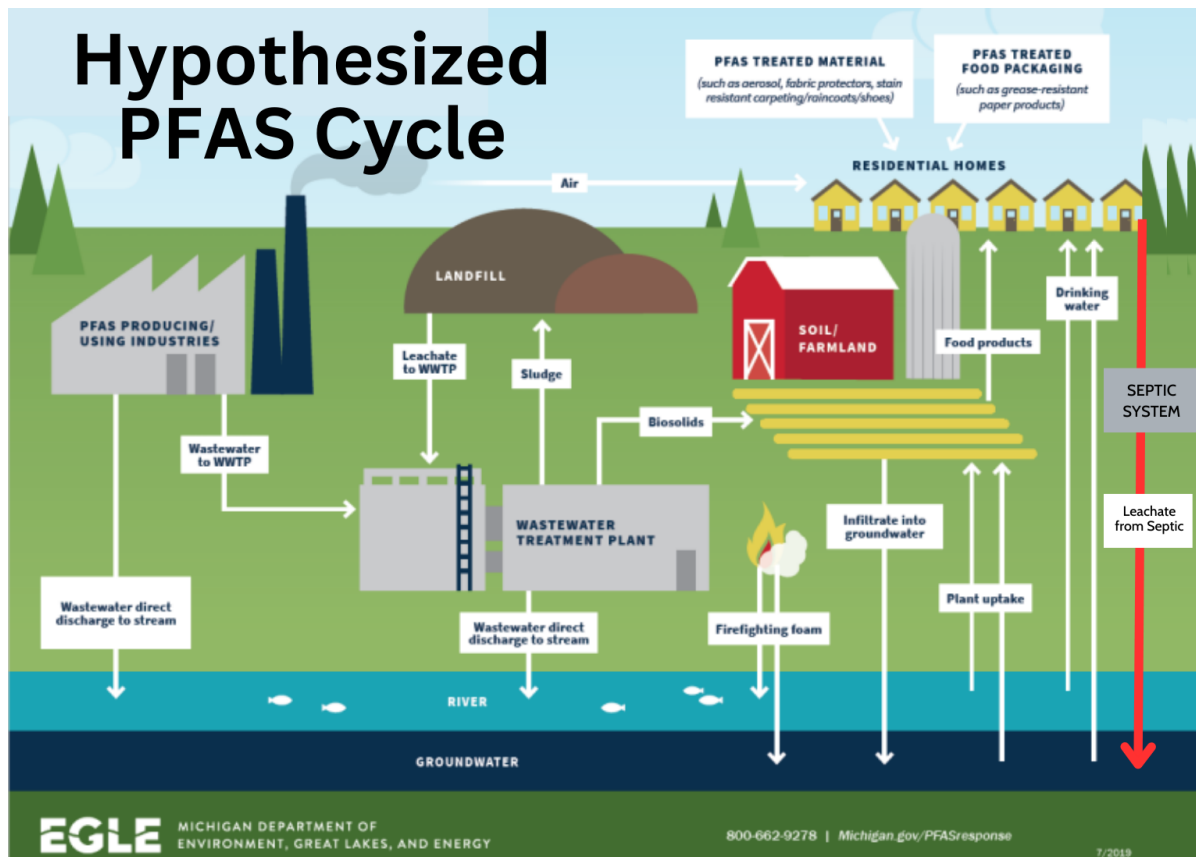 Hypothesized
PFAS Cycle
PFAS TREATED MATERIAL
(such as aerosol, fabric protectors, stain
resistant carpeting/raincoats/shoes)
PFAS TREATED
FOOD PACKAGING
(such as grease-resistant
paper products)
RESIDENTIAL HOMES
Air
LANDFILL
PFAS PRODUCING/
USING INDUSTRIES
SOIL/
FARMLAND
Drinking
water
Food products
Leachate
to WWTP
Sludge
SEPTIC
SYSTEM
Biosolids
Wastewater
to WWTP
WASTEWATER
TREATMENT PLANT
Infiltrate into
groundwater
Leachate
from Septic
Plant uptake
Wastewater direct
discharge to stream
Wastewater direct
discharge to stream
Firefighting foam
RIVER
GROUNDWATER
EGLE
MICHIGAN DEPARTMENT OF
ENVIRONMENT, GREAT LAKES, AND ENERGY
800-662-9278 | Michigan.gov/PFASresponse
7/2019